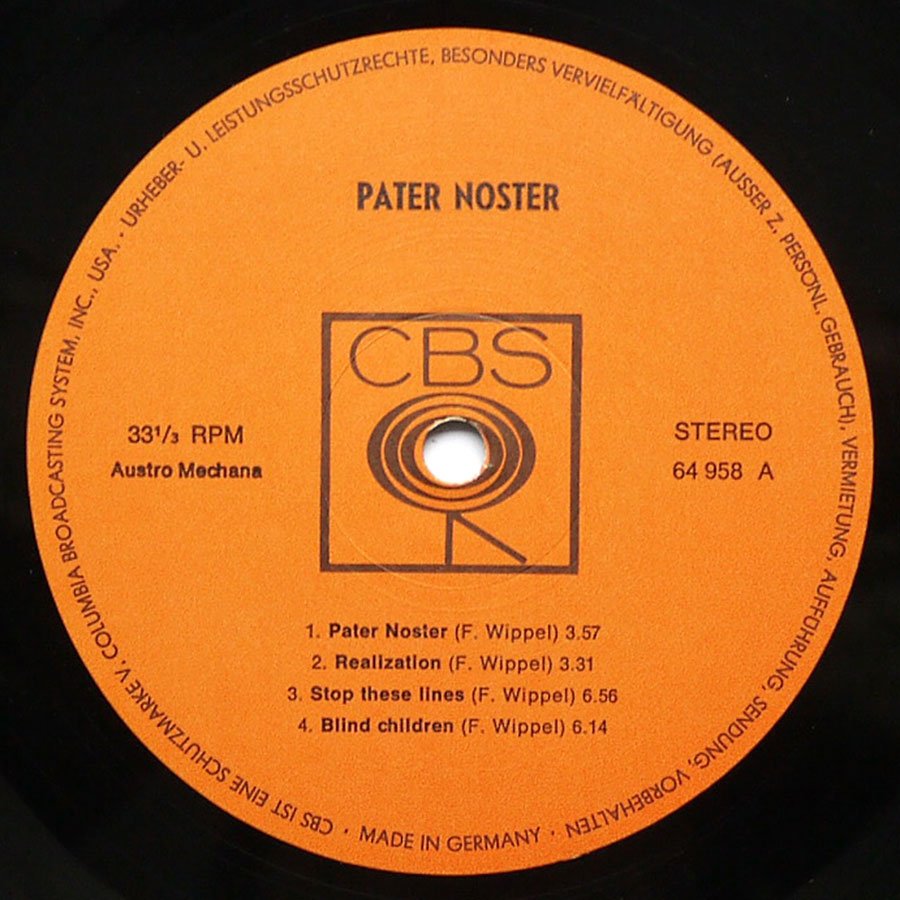 CBS IST EINE SCHUTZMARKE V. COLUMBIA BROADCASTING SYSTEM, INC., USA. · URHEBER- U. LEISTUNGSSCHUTZRECHTE, BESONDERS VERVIELFÄLTIGUNG (AUSSER Z. PERSÖNL. GEBRAUCH), VERMIETUNG, AUFFÜHRUNG, SENDUNG, VORBEHALTEN · MADE IN GERMANY ·
PATER NOSTER
CBS
33¹/₃ RPM
Austro Mechana
STEREO
64 958 A
1. Pater Noster (F. Wippel) 3.57
2. Realization (F. Wippel) 3.31
3. Stop these lines (F. Wippel) 6.56
4. Blind children (F. Wippel) 6.14